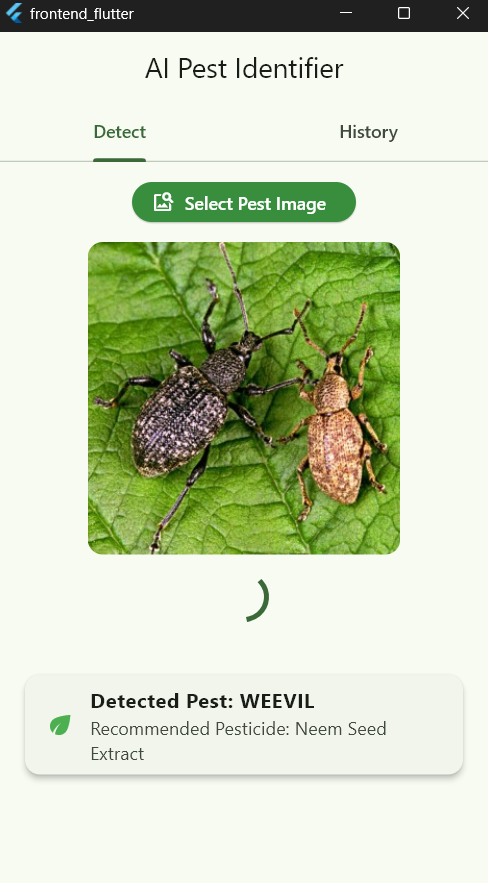 frontend_flutter
AI Pest Identifier
Detect
History
Select Pest Image
Detected Pest: WEEVIL
Recommended Pesticide: Neem Seed
Extract